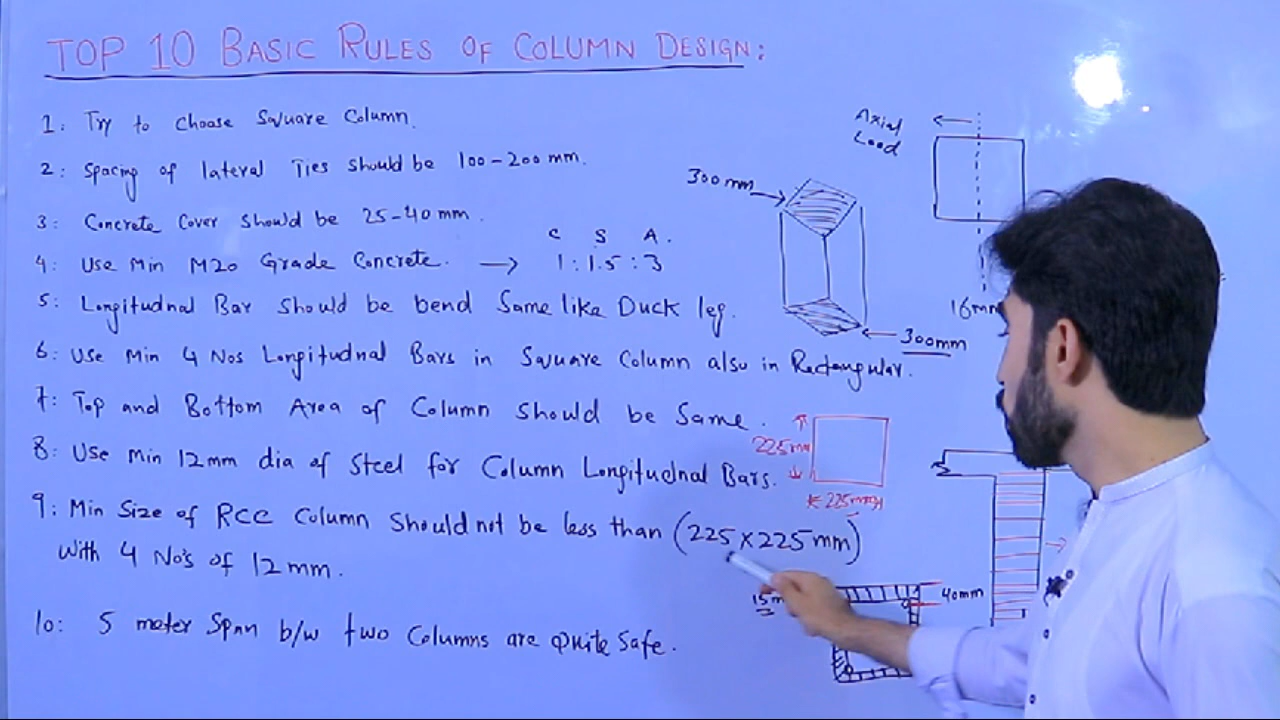 TOP 10 BASIC RULES OF COLUMN DESIGN:
1: Try to choose Square Column.
2: Spacing of lateral Ties should be 100-200 mm.
3: Concrete Cover Should be 25-40 mm.
C S A.
4: Use Min M20 Grade Concrete. → 1:1.5:3
5: Longitudnal Bar should be bend Same like Duck leg.
6: Use Min 4 Nos Longitudnal Bars in Square Column also in Rectangular.
7: Top and Bottom Area of Column should be Same.
8: Use Min 12mm dia of Steel for Column Longitudnal Bars.
9: Min Size of RCC Column Should not be less than (225x225 mm)
With 4 No's of 12 mm.
10: 5 meter Span b/w two Columns are quite Safe.
Axial
Load
300 mm
300mm
16mm
225mm
225mm
40mm